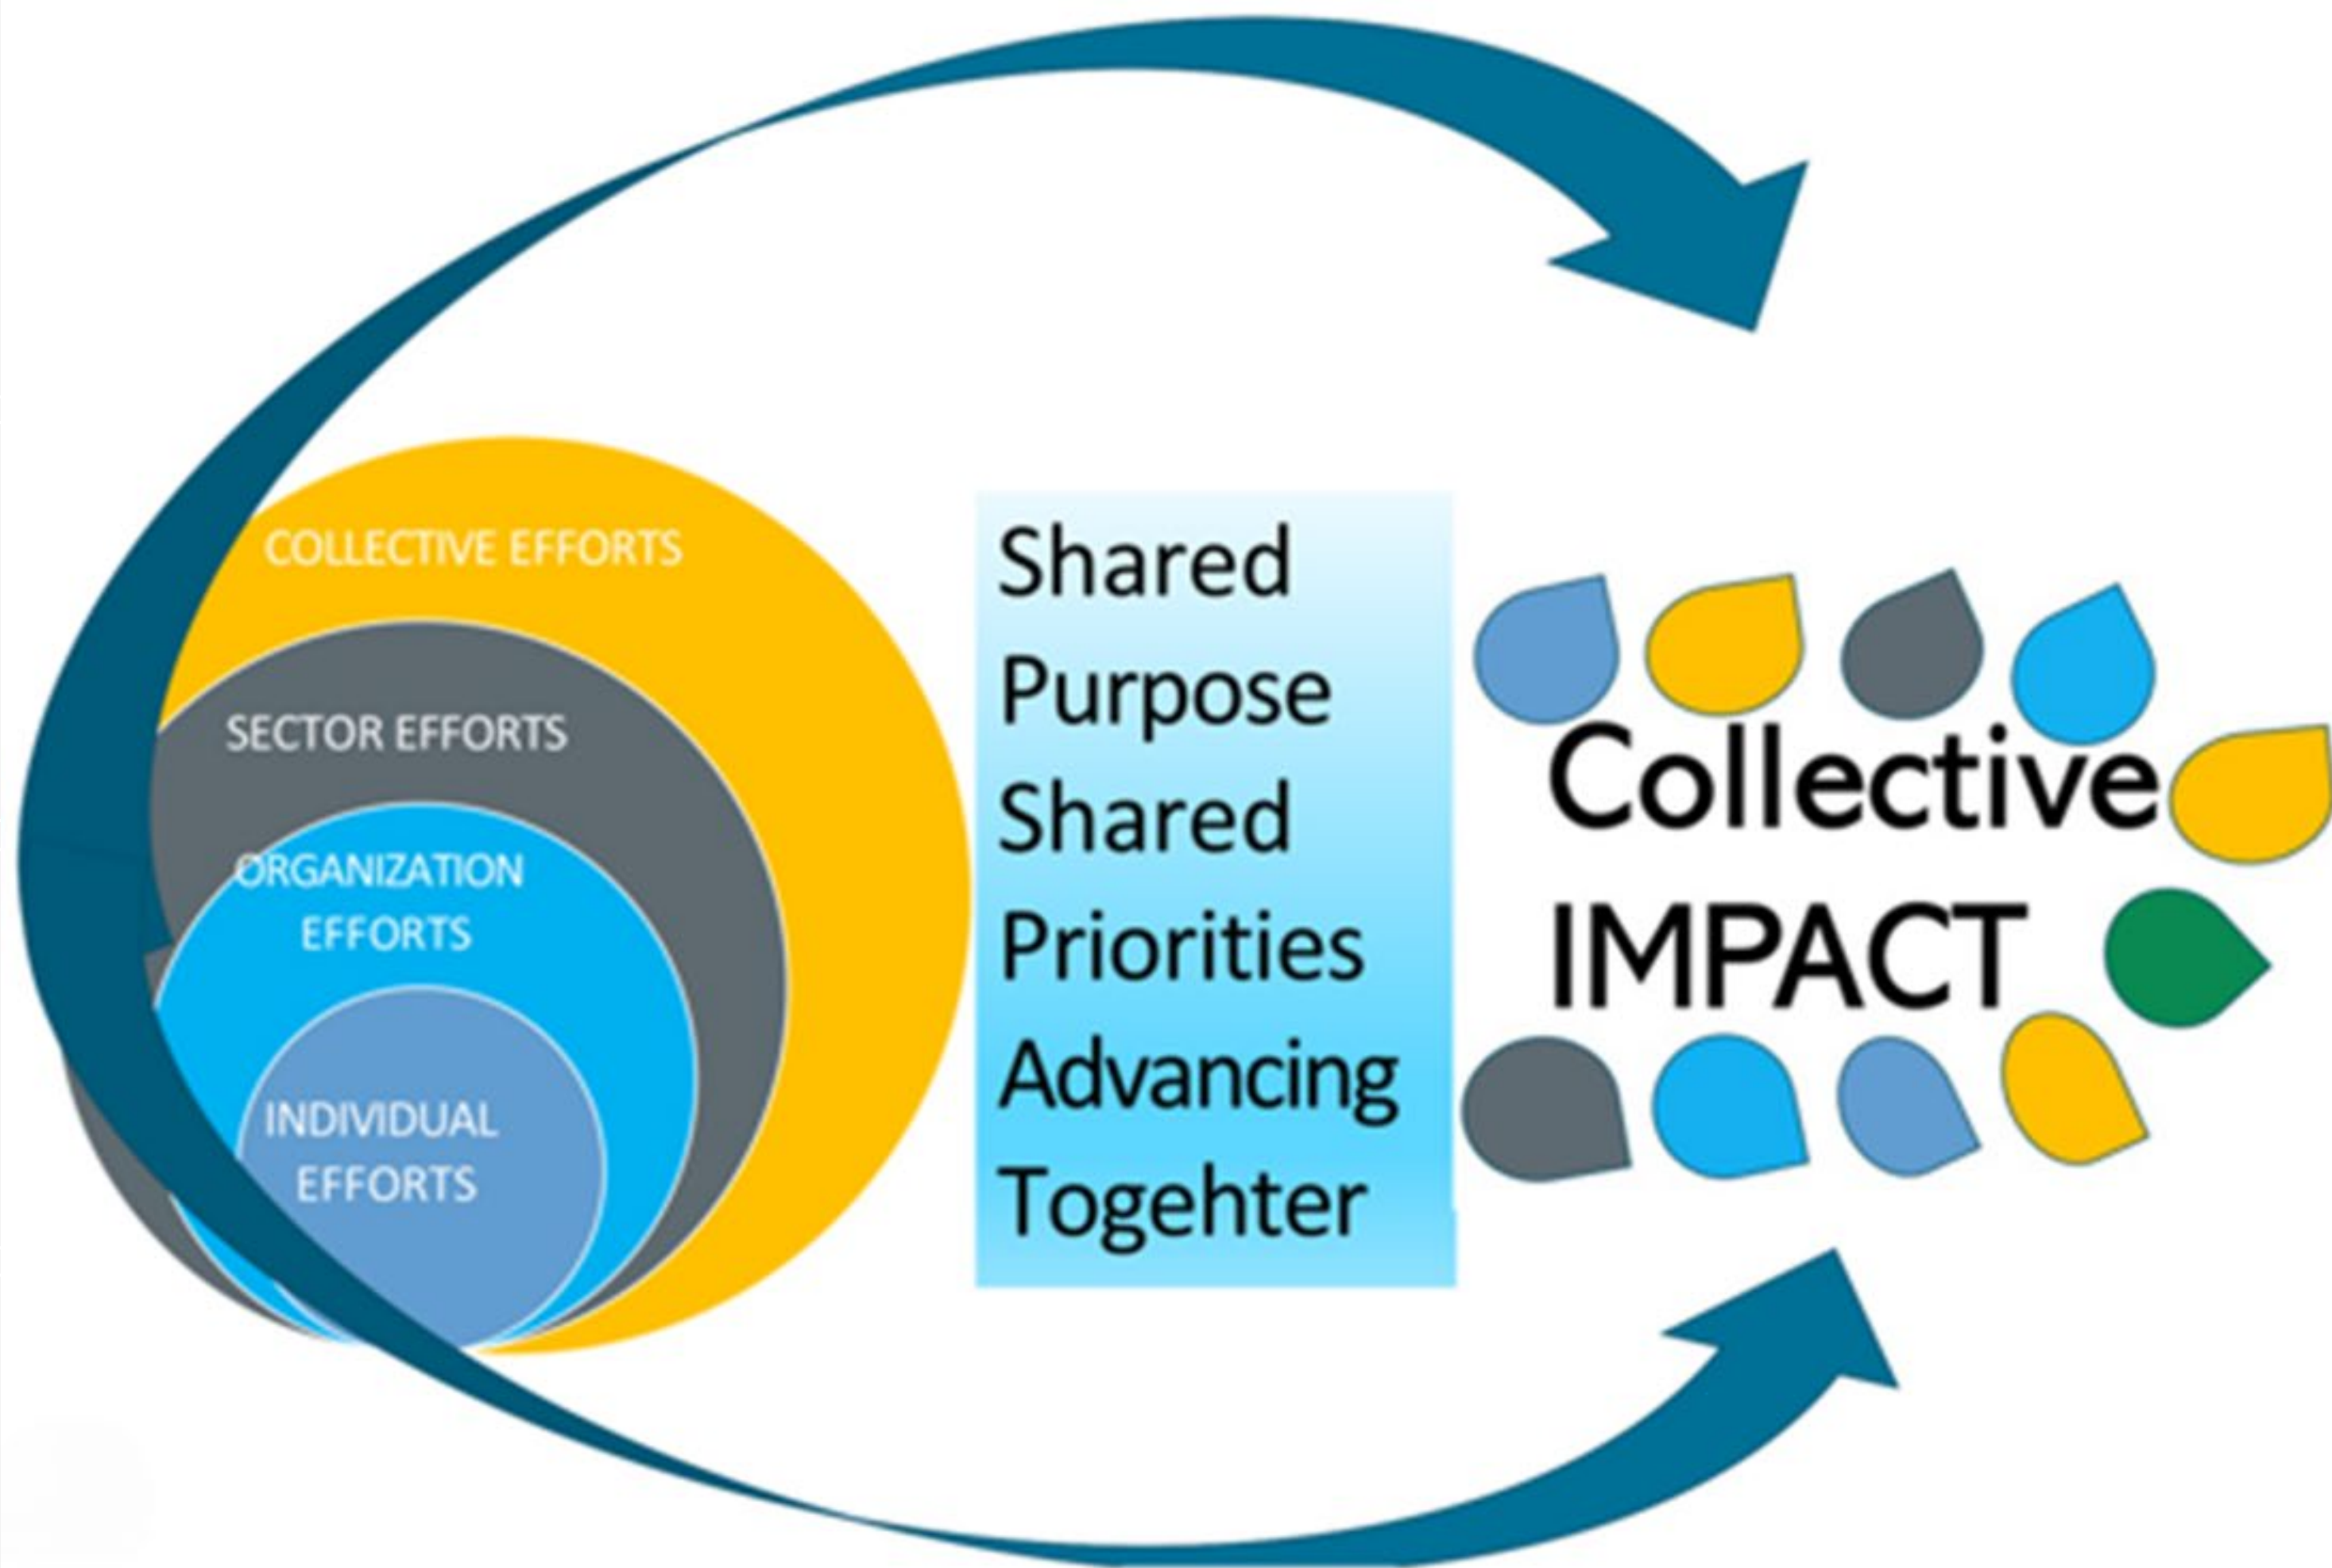 COLLECTIVE EFFORTS
SECTOR EFFORTS
ORGANIZATION
EFFORTS
INDIVIDUAL
EFFORTS
Shared
Purpose
Shared
Priorities
Advancing
Togehter
Collective
IMPACT